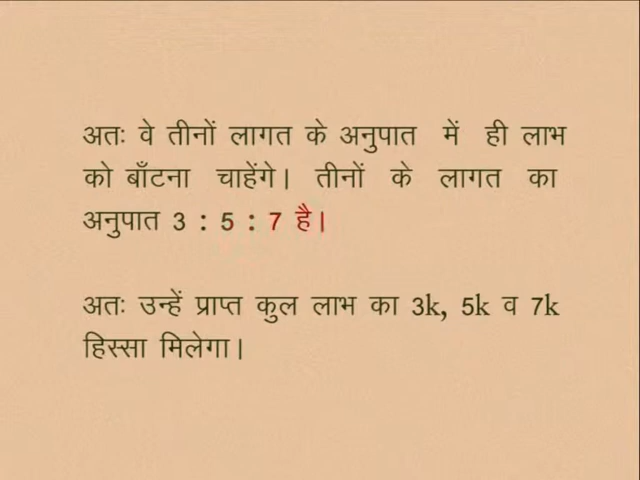 अतः वे तीनों लागत के अनुपात में ही लाभ
को बाँटना चाहेंगे। तीनों के लागत का
अनुपात 3 : 5 : 7 है।
अतः उन्हें प्राप्त कुल लाभ का 3k, 5k व 7k
हिस्सा मिलेगा।